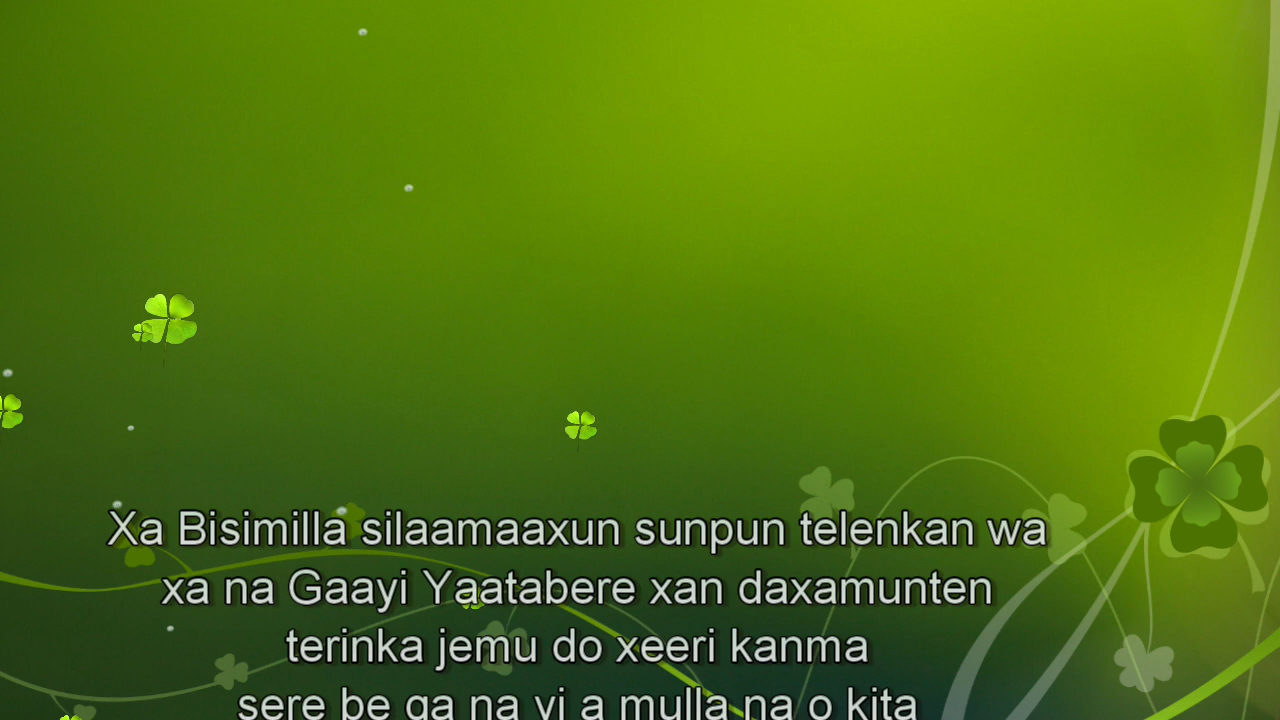 Xa Bisimilla silaamaaxun sunpun telenkan wa
xa na Gaayi Yaatabere xan daxamunten
terinka jemu do xeeri kanma
sere be ga na yi a mulla na o kita